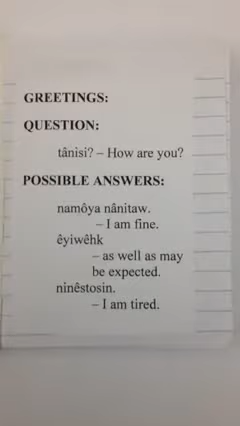 GREETINGS:
QUESTION:
tânisi? – How are you?
POSSIBLE ANSWERS:
namôya nânitaw.
– I am fine.
êyiwêhk
– as well as may
be expected.
ninêstosin.
– I am tired.